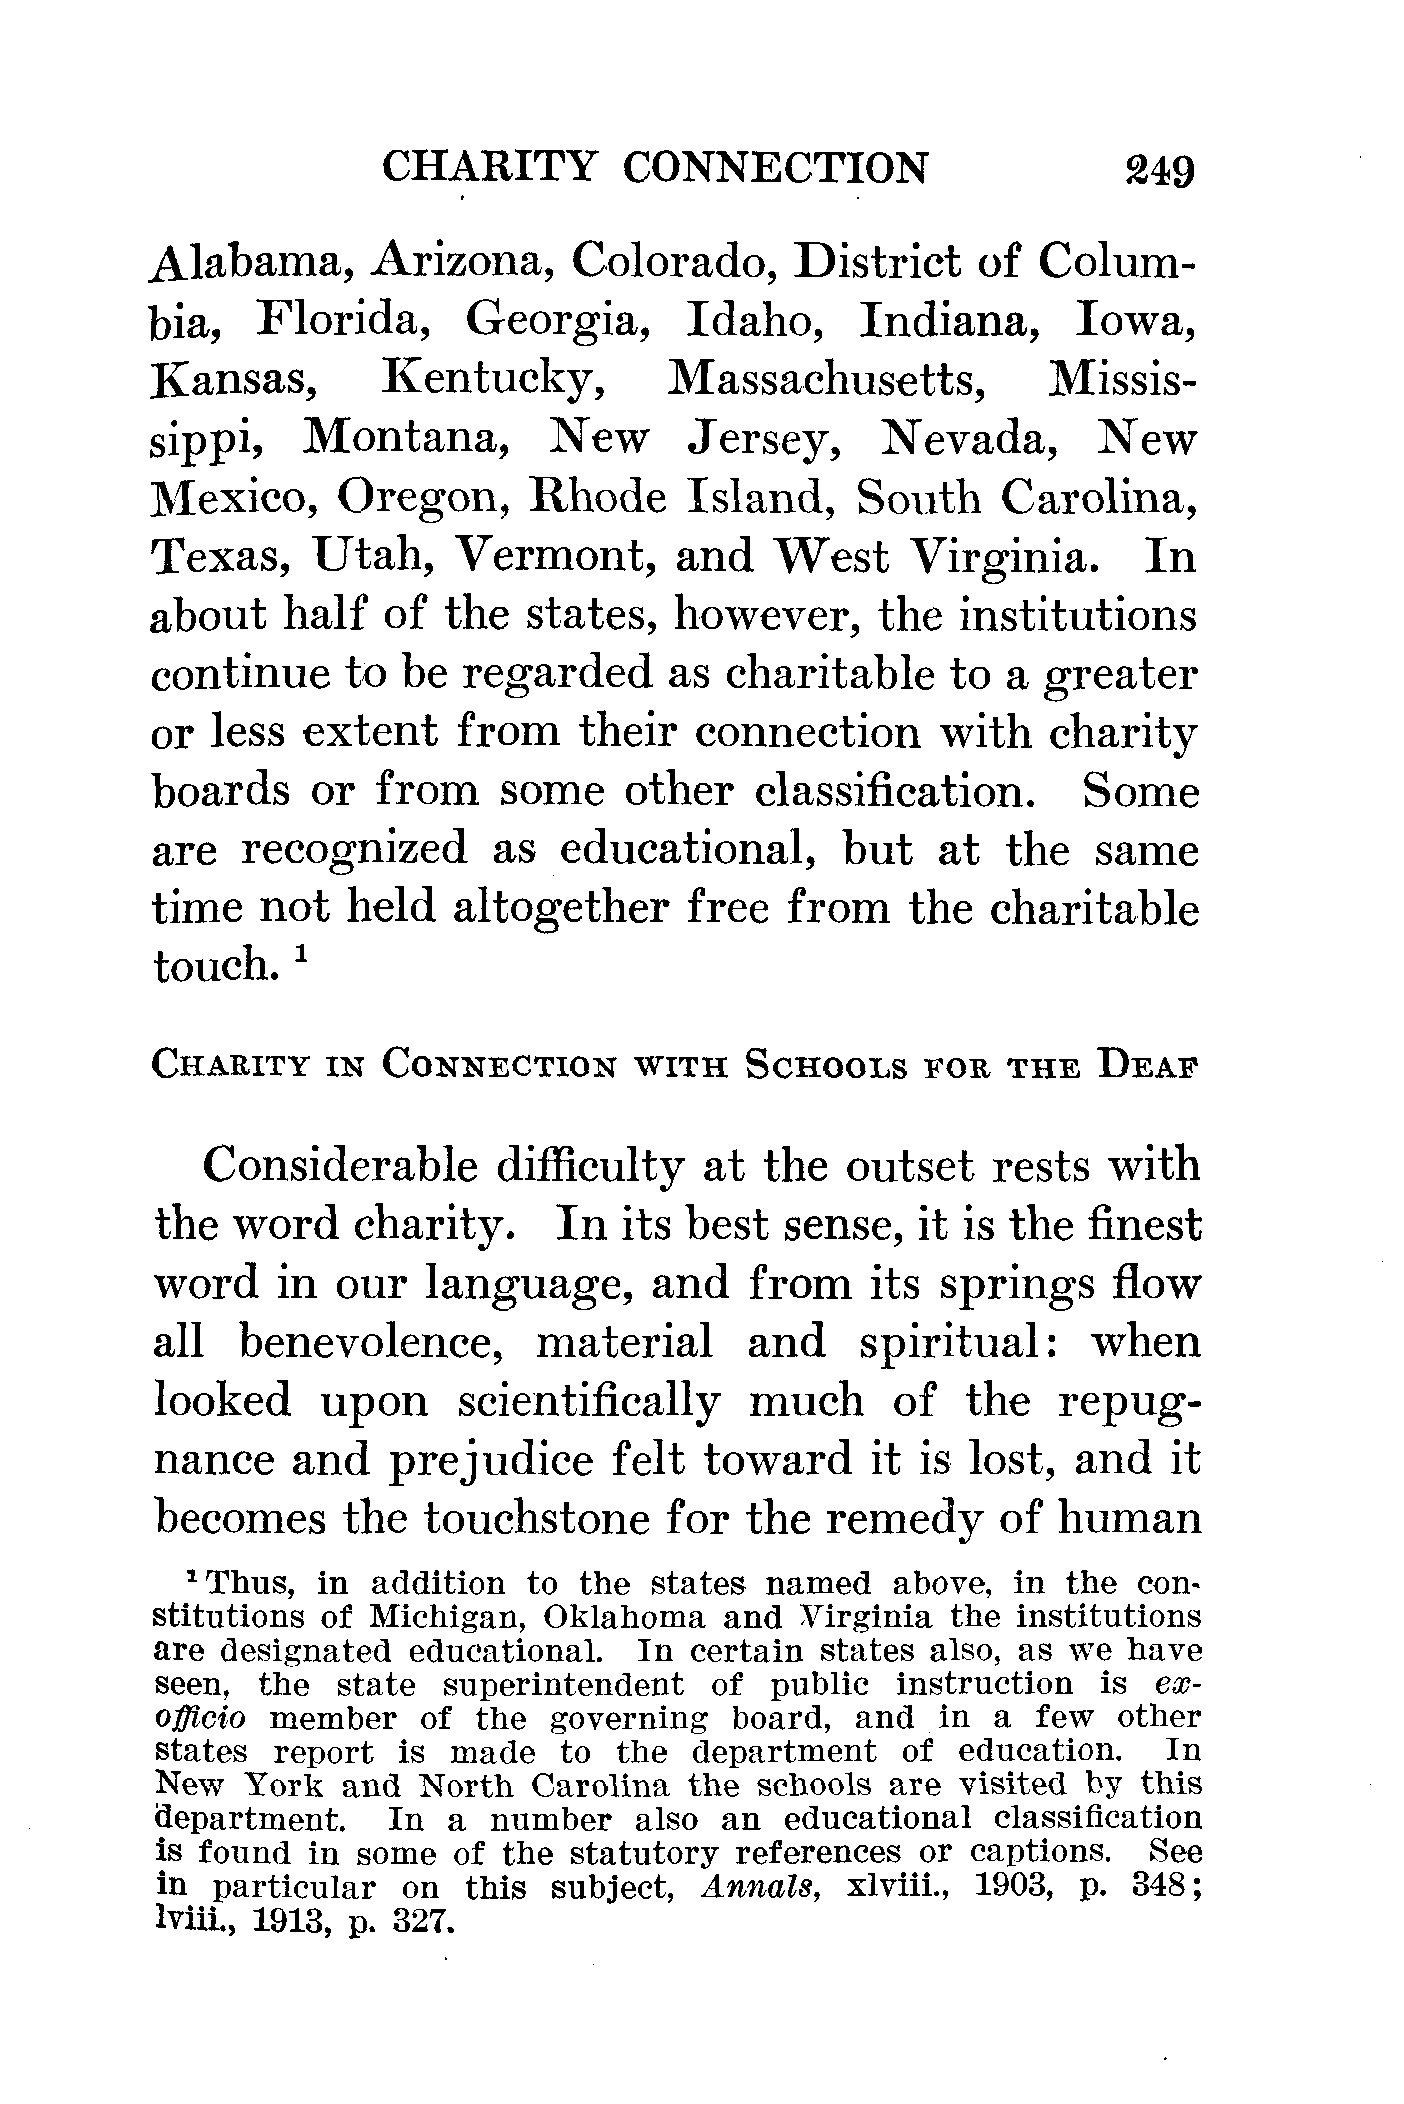 CHARITY CONNECTION 249
Alabama, Arizona, Colorado, District of Colum-
bia, Florida, Georgia, Idaho, Indiana, Iowa,
Kansas, Kentucky, Massachusetts, Missis-
sippi, Montana, New Jersey, Nevada, New
Mexico, Oregon, Rhode Island, South Carolina,
Texas, Utah, Vermont, and West Virginia. In
about half of the states, however, the institutions
continue to be regarded as charitable to a greater
or less extent from their connection with charity
boards or from some other classification. Some
are recognized as educational, but at the same
time not held altogether free from the charitable
touch. ¹
CHARITY IN CONNECTION WITH SCHOOLS FOR THE DEAF
Considerable difficulty at the outset rests with
the word charity. In its best sense, it is the finest
word in our language, and from its springs flow
all benevolence, material and spiritual: when
looked upon scientifically much of the repug-
nance and prejudice felt toward it is lost, and it
becomes the touchstone for the remedy of human
¹ Thus, in addition to the states named above, in the con-
stitutions of Michigan, Oklahoma and Virginia the institutions
are designated educational. In certain states also, as we have
seen, the state superintendent of public instruction is ex-
officio member of the governing board, and in a few other
states report is made to the department of education. In
New York and North Carolina the schools are visited by this
department. In a number also an educational classification
is found in some of the statutory references or captions. See
in particular on this subject, Annals, xlviii., 1903, p. 348;
lviii., 1913, p. 327.